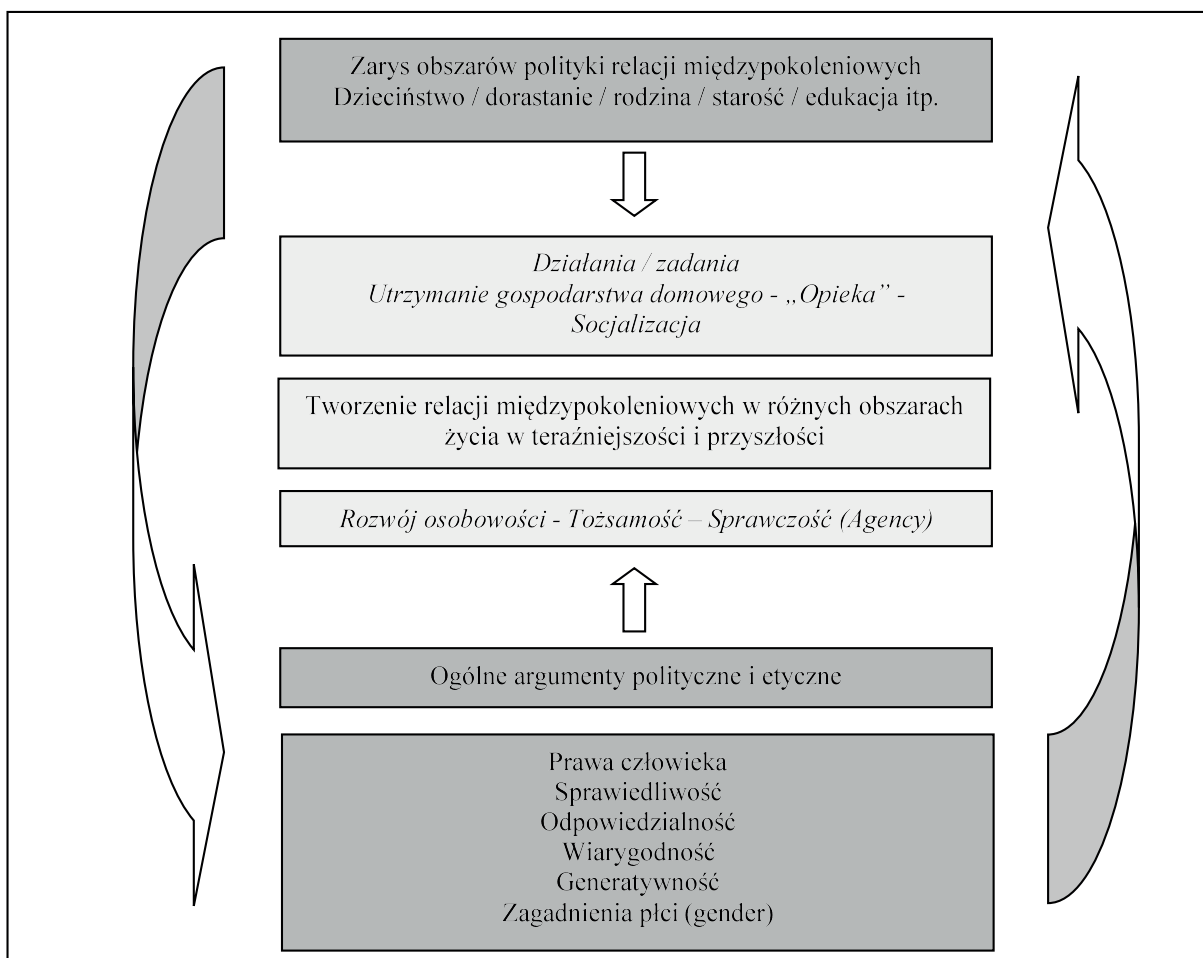 Zarys obszarów polityki relacji międzypokoleniowych
Dzieciństwo / dorastanie / rodzina / starość / edukacja itp.
Działania / zadania
Utrzymanie gospodarstwa domowego - „Opieka” -
Socjalizacja
Tworzenie relacji międzypokoleniowych w różnych obszarach
życia w teraźniejszości i przyszłości
Rozwój osobowości - Tożsamość – Sprawczość (Agency)
Ogólne argumenty polityczne i etyczne
Prawa człowieka
Sprawiedliwość
Odpowiedzialność
Wiarygodność
Generatywność
Zagadnienia płci (gender)